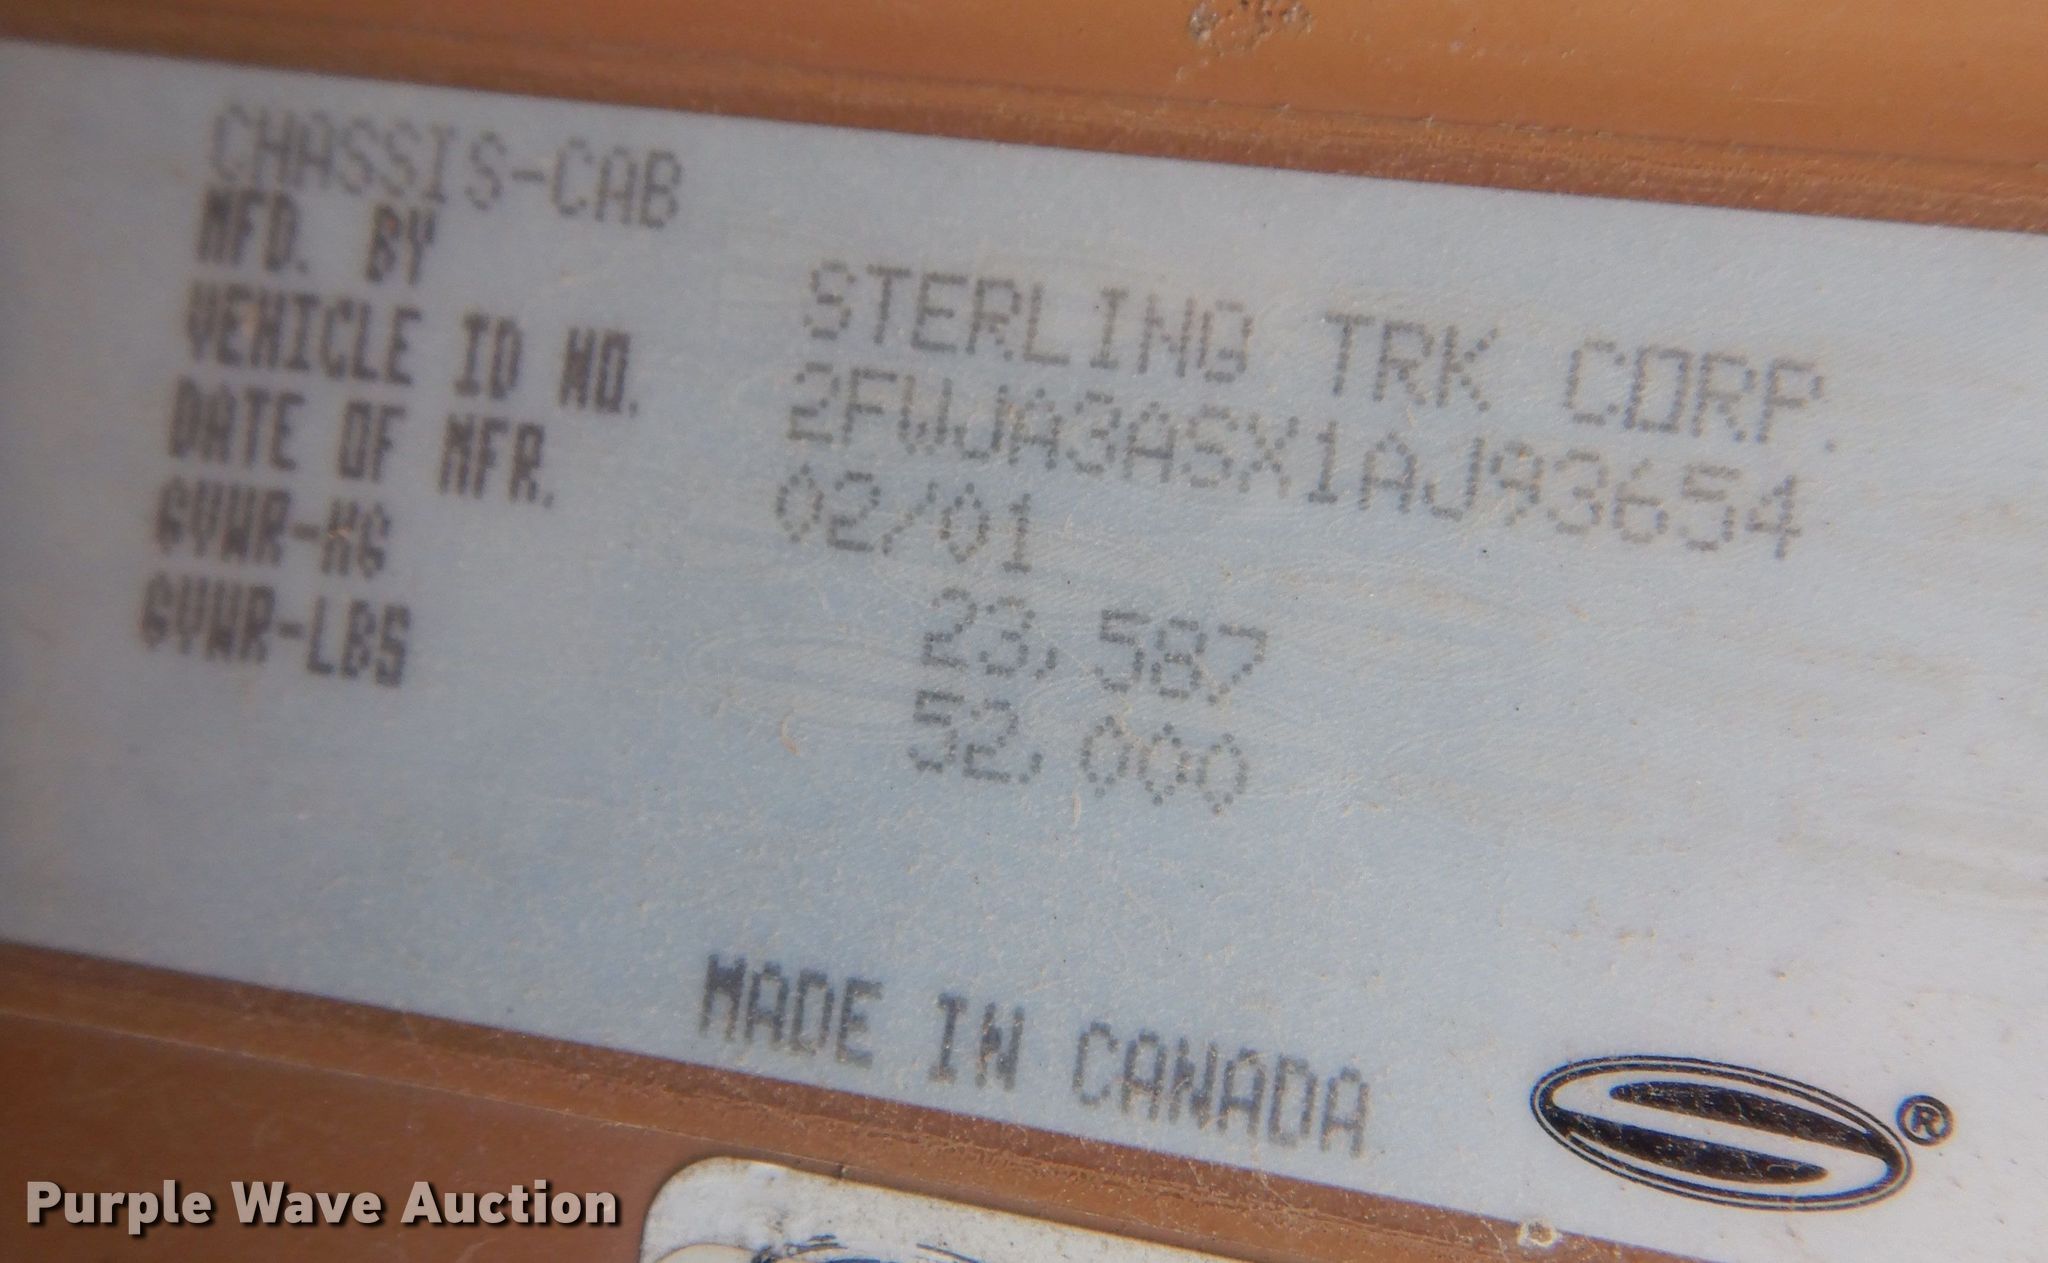 CHASSIS-CAB
MFD. BY STERLING TRK CORP.
VEHICLE ID NO. 2FWJA3ASX1AJ93654
DATE OF MFR. 02/01
GVWR-KG 23,587
GVWR-LBS 52,000
MADE IN CANADA
®
Purple Wave Auction